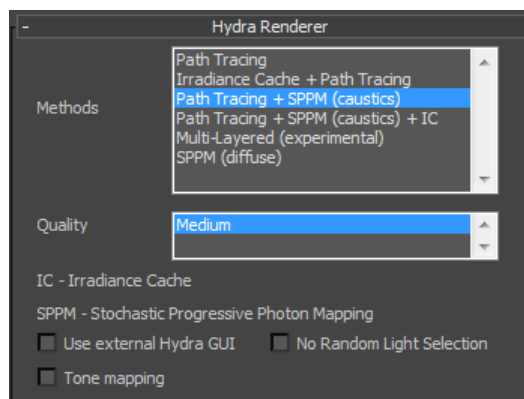 - Hydra Renderer
Path Tracing
Irradiance Cache + Path Tracing
Methods Path Tracing + SPPM (caustics)
Path Tracing + SPPM (caustics) + IC
Multi-Layered (experimental)
SPPM (diffuse)
Quality Medium
IC - Irradiance Cache
SPPM - Stochastic Progressive Photon Mapping
Use external Hydra GUI No Random Light Selection
Tone mapping